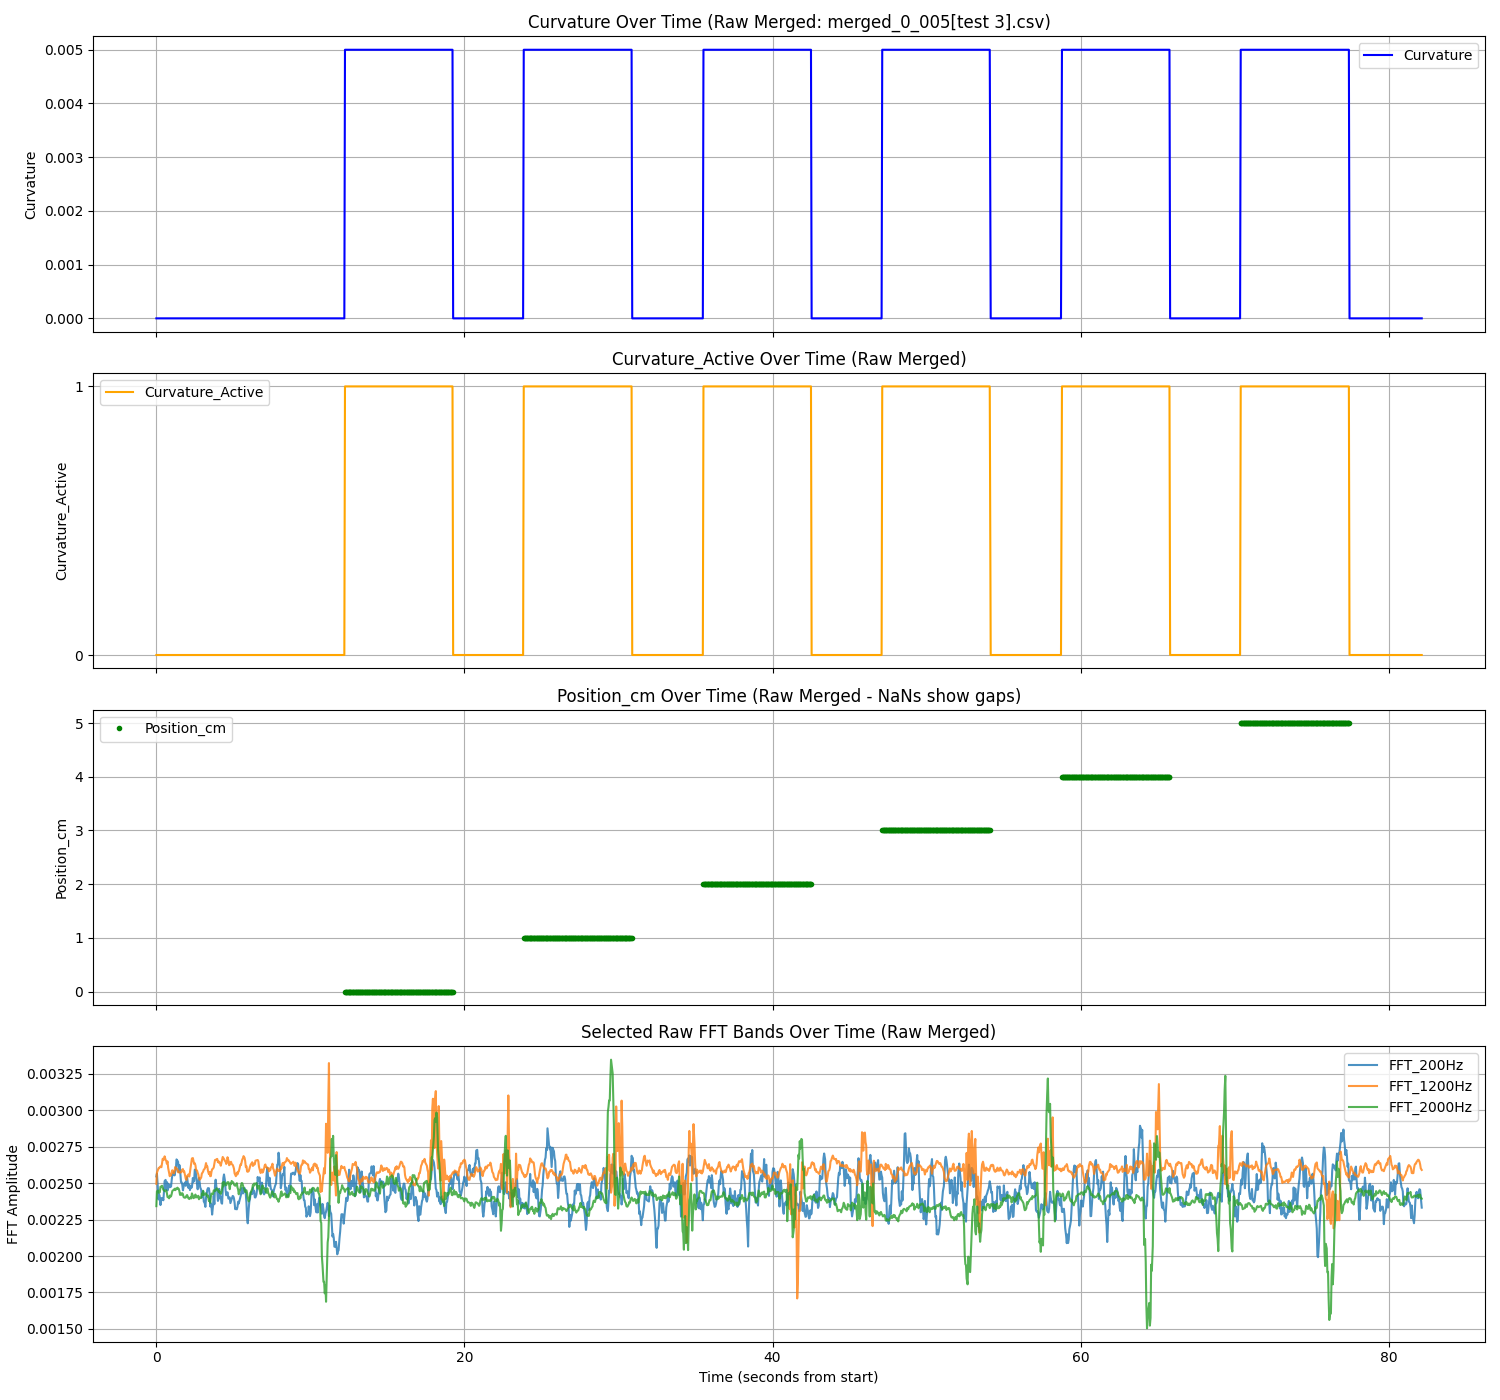 Curvature Over Time (Raw Merged: merged_0_005[test 3].csv)
Curvature
0.005
0.004
0.003
0.002
0.001
0.000
Curvature
Curvature_Active Over Time (Raw Merged)
Curvature_Active
1
0
Curvature_Active
Position_cm Over Time (Raw Merged - NaNs show gaps)
Position_cm
5
4
3
2
1
0
Position_cm
Selected Raw FFT Bands Over Time (Raw Merged)
FFT_200Hz
FFT_1200Hz
FFT_2000Hz
0.00325
0.00300
0.00275
0.00250
0.00225
0.00200
0.00175
0.00150
FFT Amplitude
0 20 40 60 80
Time (seconds from start)